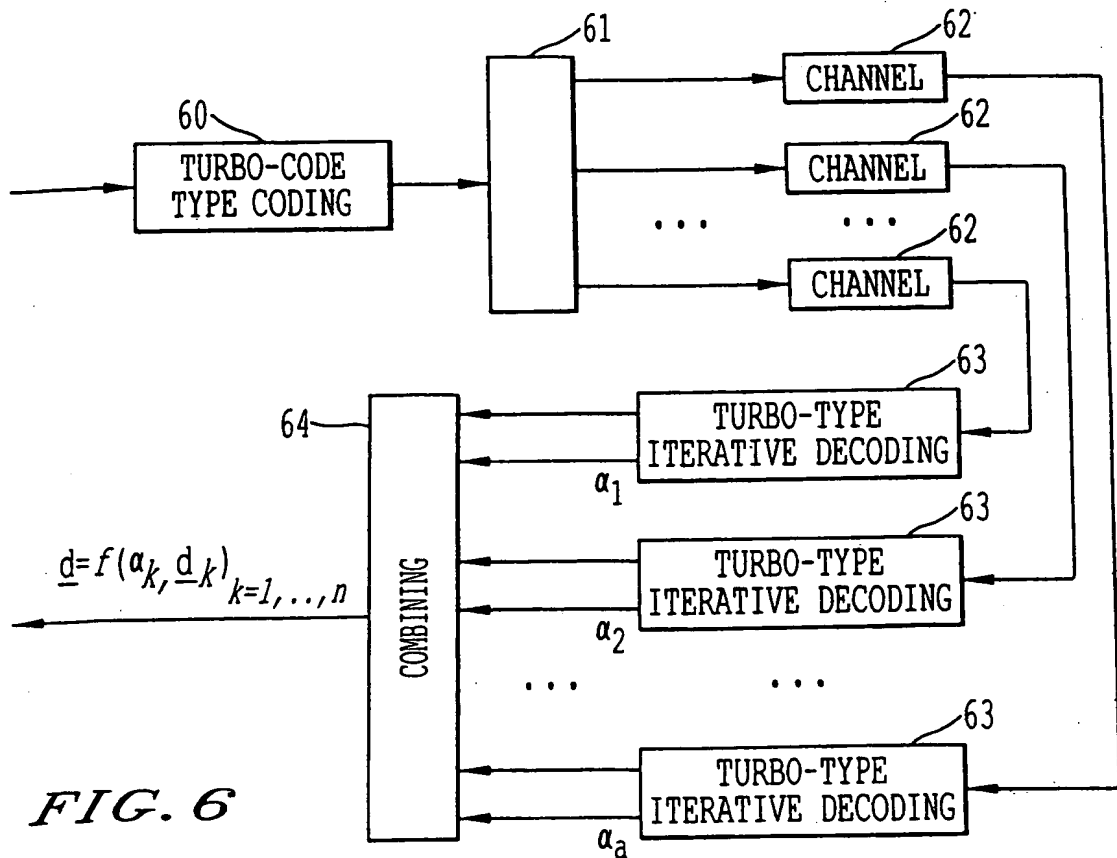 61
62
CHANNEL
60
62
TURBO-CODE
TYPE CODING
CHANNEL
... ...
62
CHANNEL
63
64
TURBO-TYPE
ITERATIVE DECODING
α1
63
d=f(αk, dk)k=1,..,n
TURBO-TYPE
ITERATIVE DECODING
COMBINING
α2
... ...
63
TURBO-TYPE
ITERATIVE DECODING
αa
FIG. 6